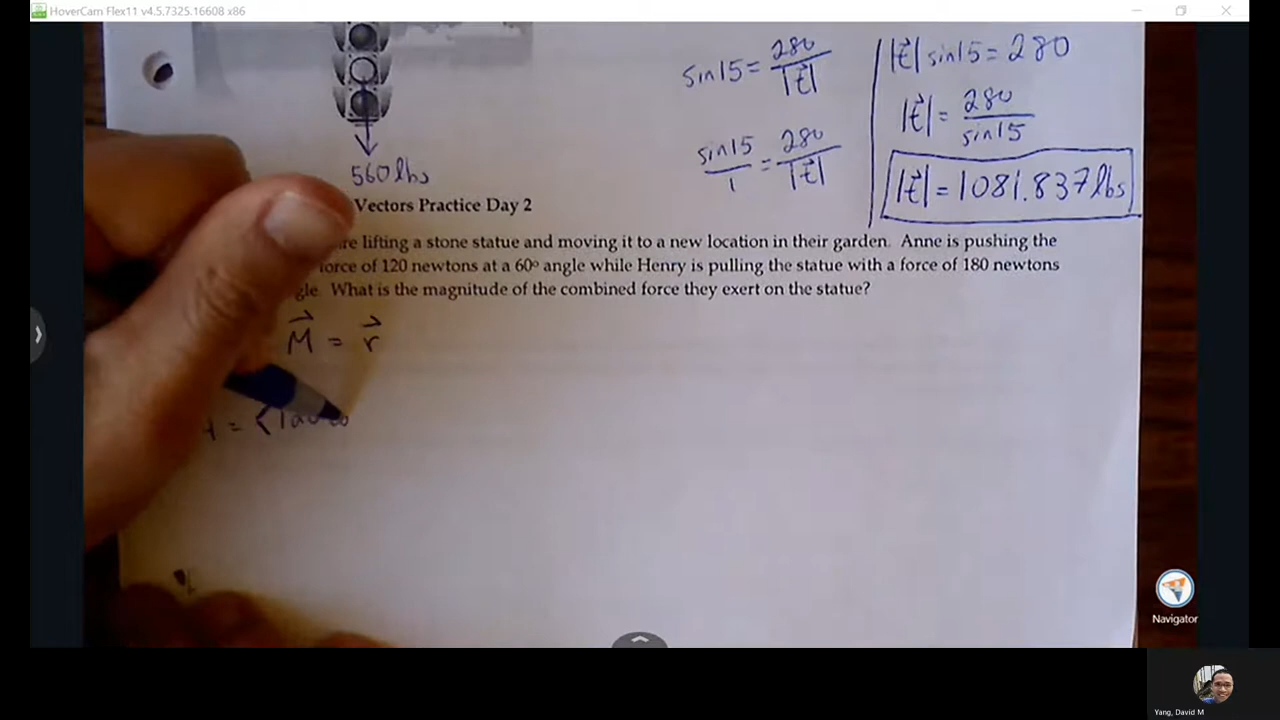 HoverCam Flex11 v4.5.7325.16608 x86
560 lbs
sin15 = 280 / |t|
sin15 / 1 = 280 / |t|
|t| sin15 = 280
|t| = 280 / sin15
|t| = 1081.837 lbs
Vectors Practice Day 2
lifting a stone statue and moving it to a new location in their garden. Anne is pushing the
force of 120 newtons at a 60° angle while Henry is pulling the statue with a force of 180 newtons
What is the magnitude of the combined force they exert on the statue?
M = r
Navigator
Yang, David M